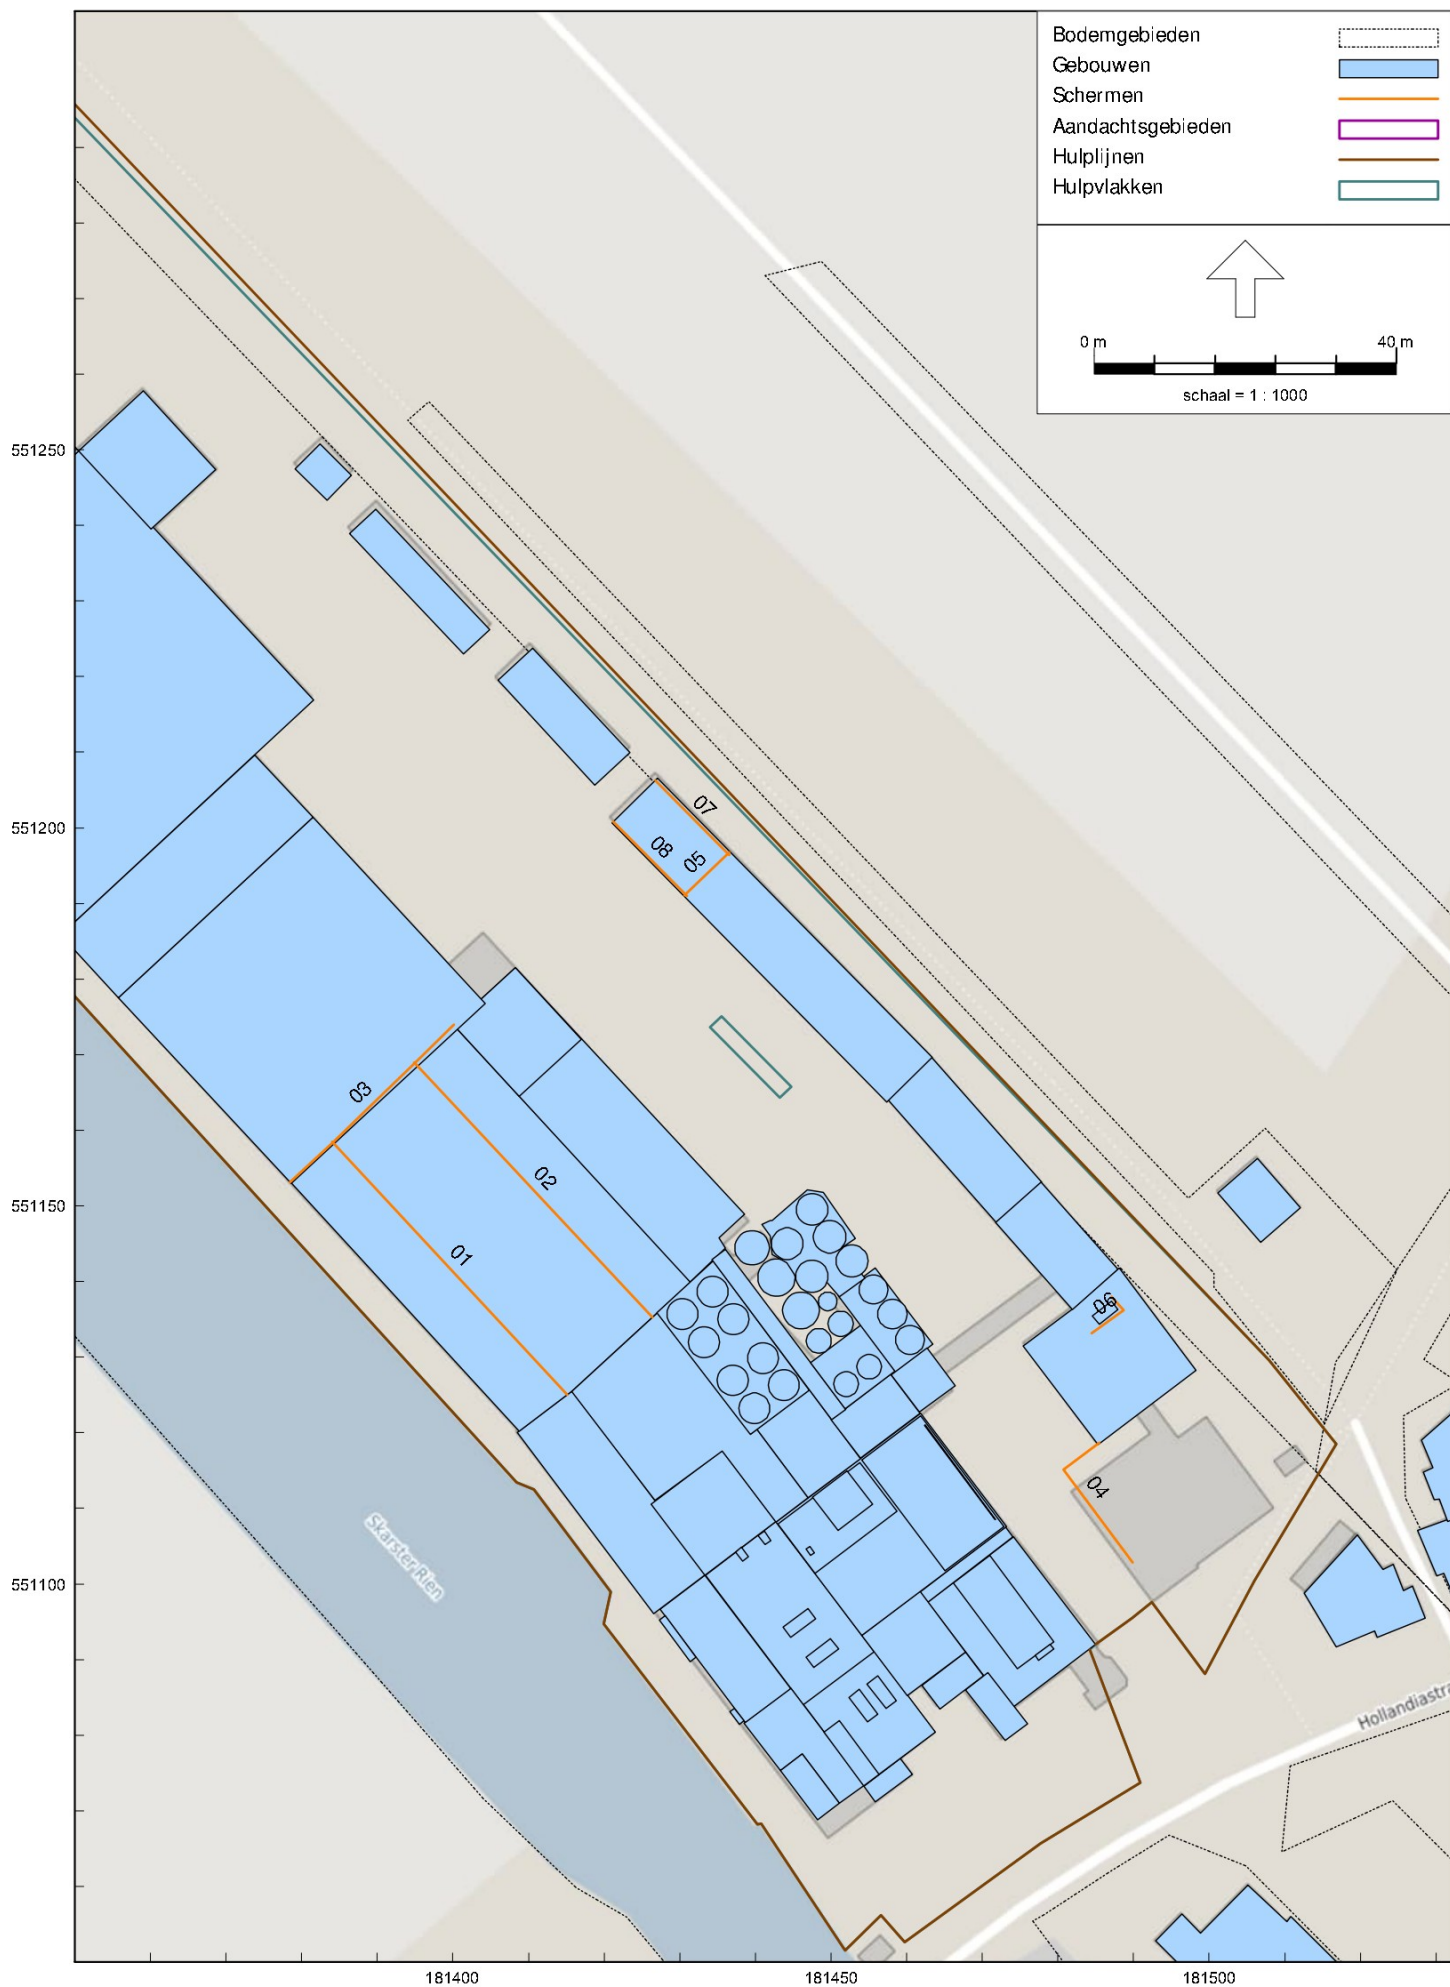 Bodemgebieden
Gebouwen
Schermen
Aandachtsgebieden
Hulplijnen
Hulpvlakken
0 m 40 m
schaal = 1 : 1000
551250
551200
551150
551100
07
08
05
03
02
01
06
04
Skarster Rien
Hollandiastra
181400 181450 181500